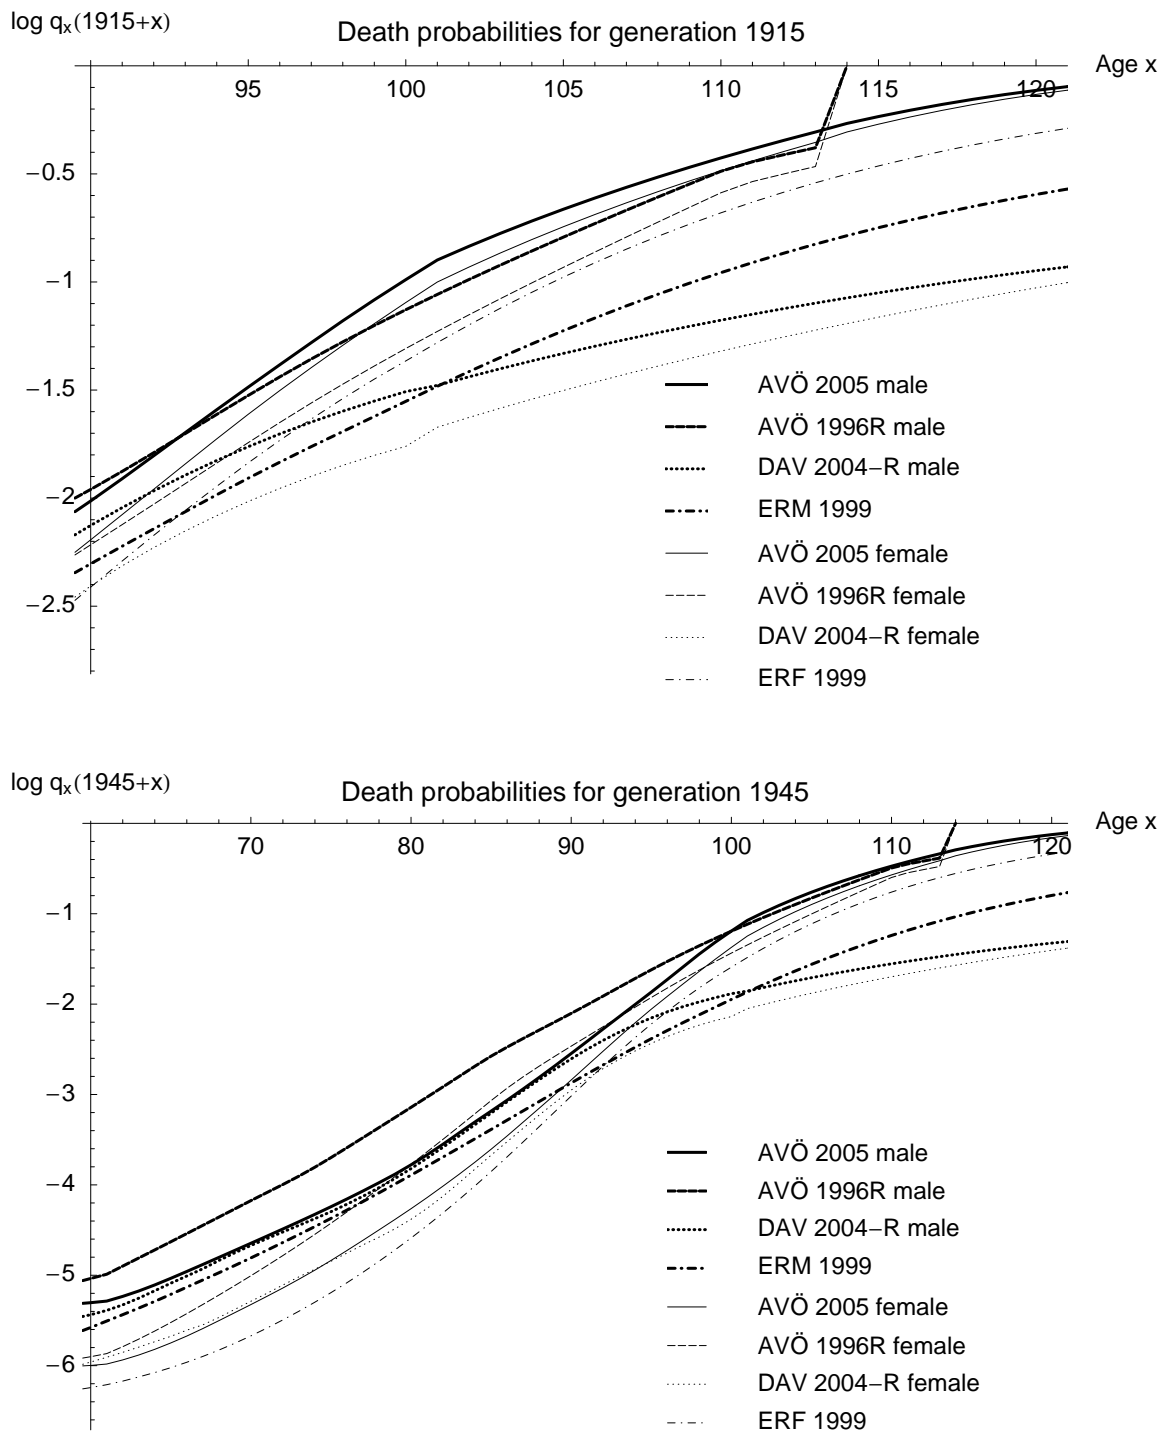 log qₓ(1915+x)
Death probabilities for generation 1915
Age x
95 100 105 110 115 120
−0.5
−1
−1.5
−2
−2.5
AVÖ 2005 male
AVÖ 1996R male
DAV 2004−R male
ERM 1999
AVÖ 2005 female
AVÖ 1996R female
DAV 2004−R female
ERF 1999
log qₓ(1945+x)
Death probabilities for generation 1945
Age x
70 80 90 100 110 120
−1
−2
−3
−4
−5
−6
AVÖ 2005 male
AVÖ 1996R male
DAV 2004−R male
ERM 1999
AVÖ 2005 female
AVÖ 1996R female
DAV 2004−R female
ERF 1999